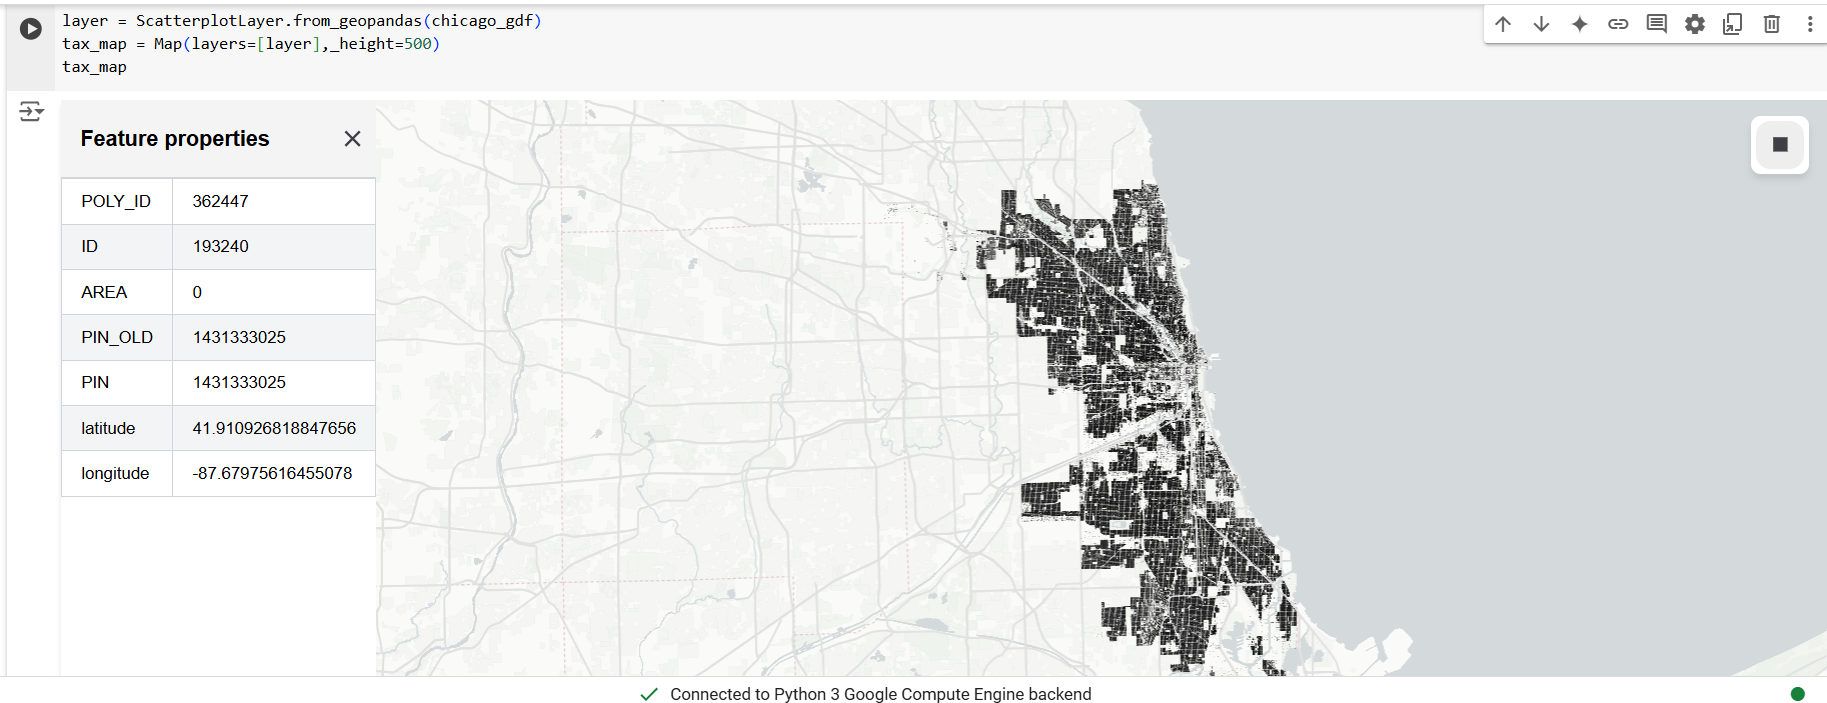 layer = ScatterplotLayer.from_geopandas(chicago_gdf)
tax_map = Map(layers=[layer],_height=500)
tax_map
Feature properties
POLY_ID 362447
ID 193240
AREA 0
PIN_OLD 1431333025
PIN 1431333025
latitude 41.910926818847656
longitude -87.67975616455078
Connected to Python 3 Google Compute Engine backend